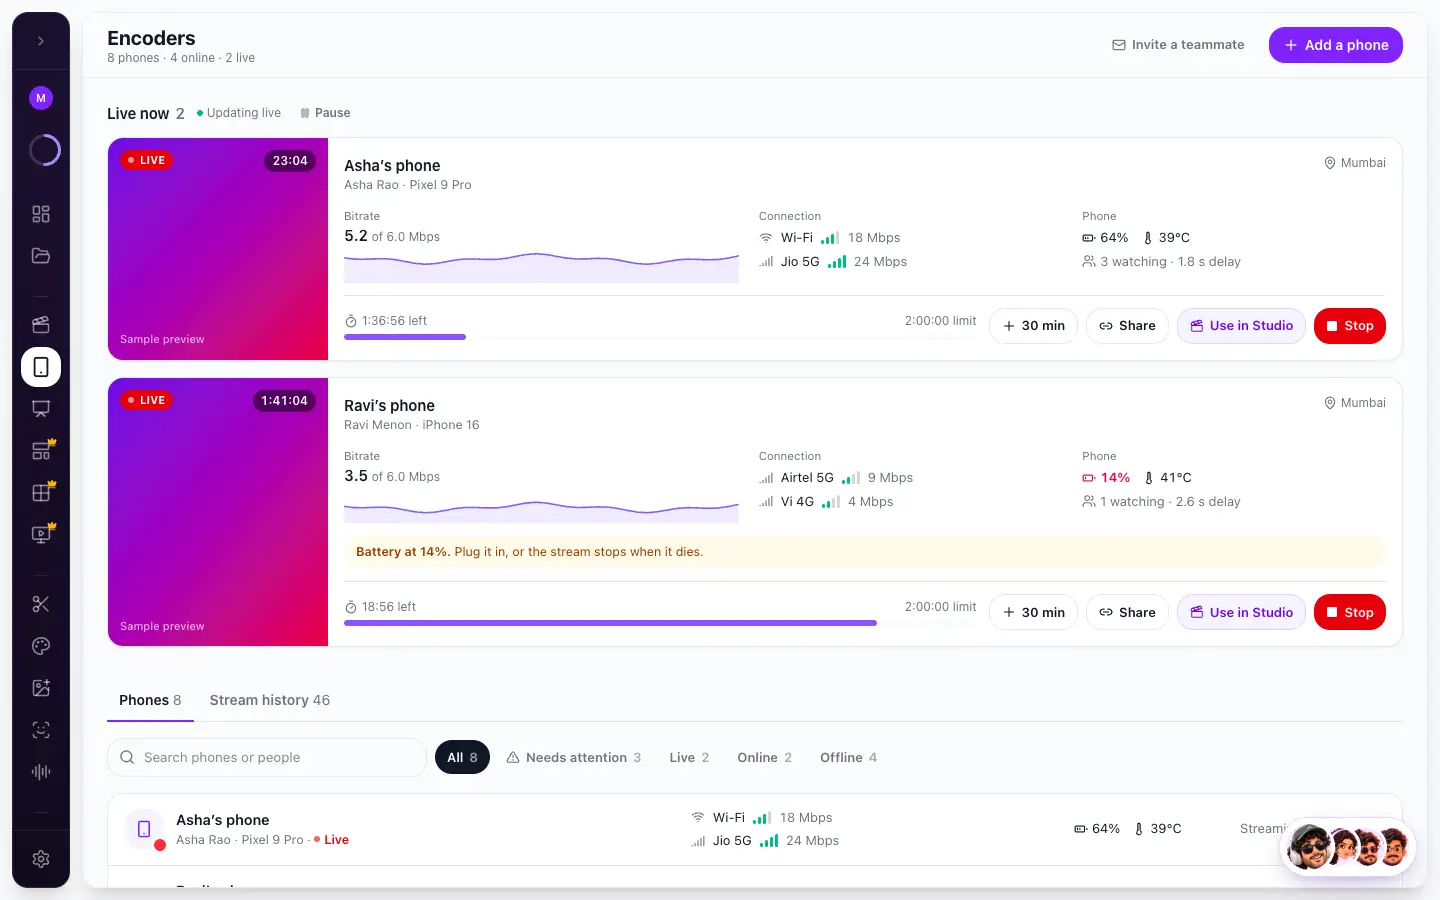 M
Encoders
8 phones · 4 online · 2 live
Invite a teammate
+ Add a phone
Live now 2
Updating live
Pause
LIVE
23:04
Sample preview
Asha’s phone
Asha Rao · Pixel 9 Pro
Mumbai
Bitrate
5.2 of 6.0 Mbps
Connection
Wi-Fi 18 Mbps
Jio 5G 24 Mbps
Phone
64% 39°C
3 watching · 1.8 s delay
1:36:56 left
2:00:00 limit
+ 30 min
Share
Use in Studio
Stop
LIVE
1:41:04
Sample preview
Ravi’s phone
Ravi Menon · iPhone 16
Mumbai
Bitrate
3.5 of 6.0 Mbps
Connection
Airtel 5G 9 Mbps
Vi 4G 4 Mbps
Phone
14% 41°C
1 watching · 2.6 s delay
Battery at 14%. Plug it in, or the stream stops when it dies.
18:56 left
2:00:00 limit
+ 30 min
Share
Use in Studio
Stop
Phones 8
Stream history 46
Search phones or people
All 8
Needs attention 3
Live 2
Online 2
Offline 4
Asha’s phone
Asha Rao · Pixel 9 Pro · Live
Wi-Fi 18 Mbps
Jio 5G 24 Mbps
64% 39°C